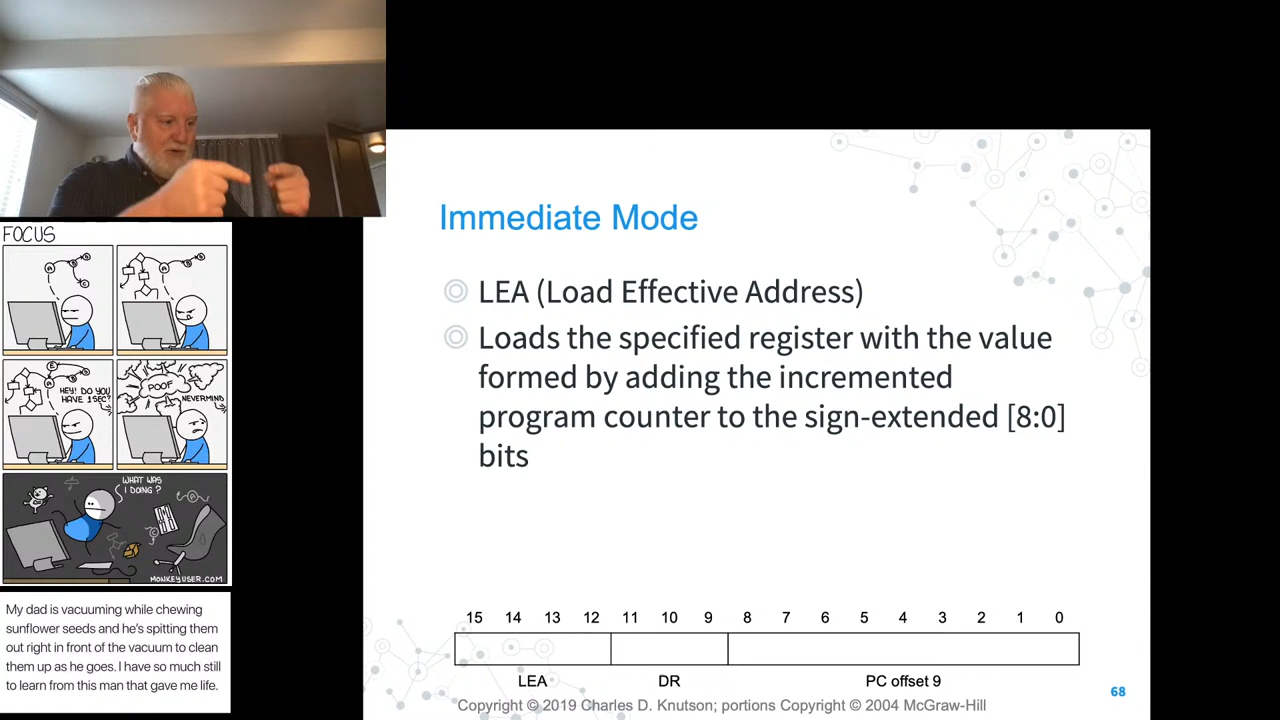 FOCUS
HEY! DO YOU
HAVE 1 SEC?
POOF
NEVERMIND
WHAT WAS
I DOING?
MONKEYUSER.COM
My dad is vacuuming while chewing
sunflower seeds and he's spitting them
out right in front of the vacuum to clean
them up as he goes. I have so much still
to learn from this man that gave me life.
Immediate Mode
LEA (Load Effective Address)
Loads the specified register with the value
formed by adding the incremented
program counter to the sign-extended [8:0]
bits
15 14 13 12 11 10 9 8 7 6 5 4 3 2 1 0
LEA DR PC offset 9
Copyright © 2019 Charles D. Knutson; portions Copyright © 2004 McGraw-Hill
68